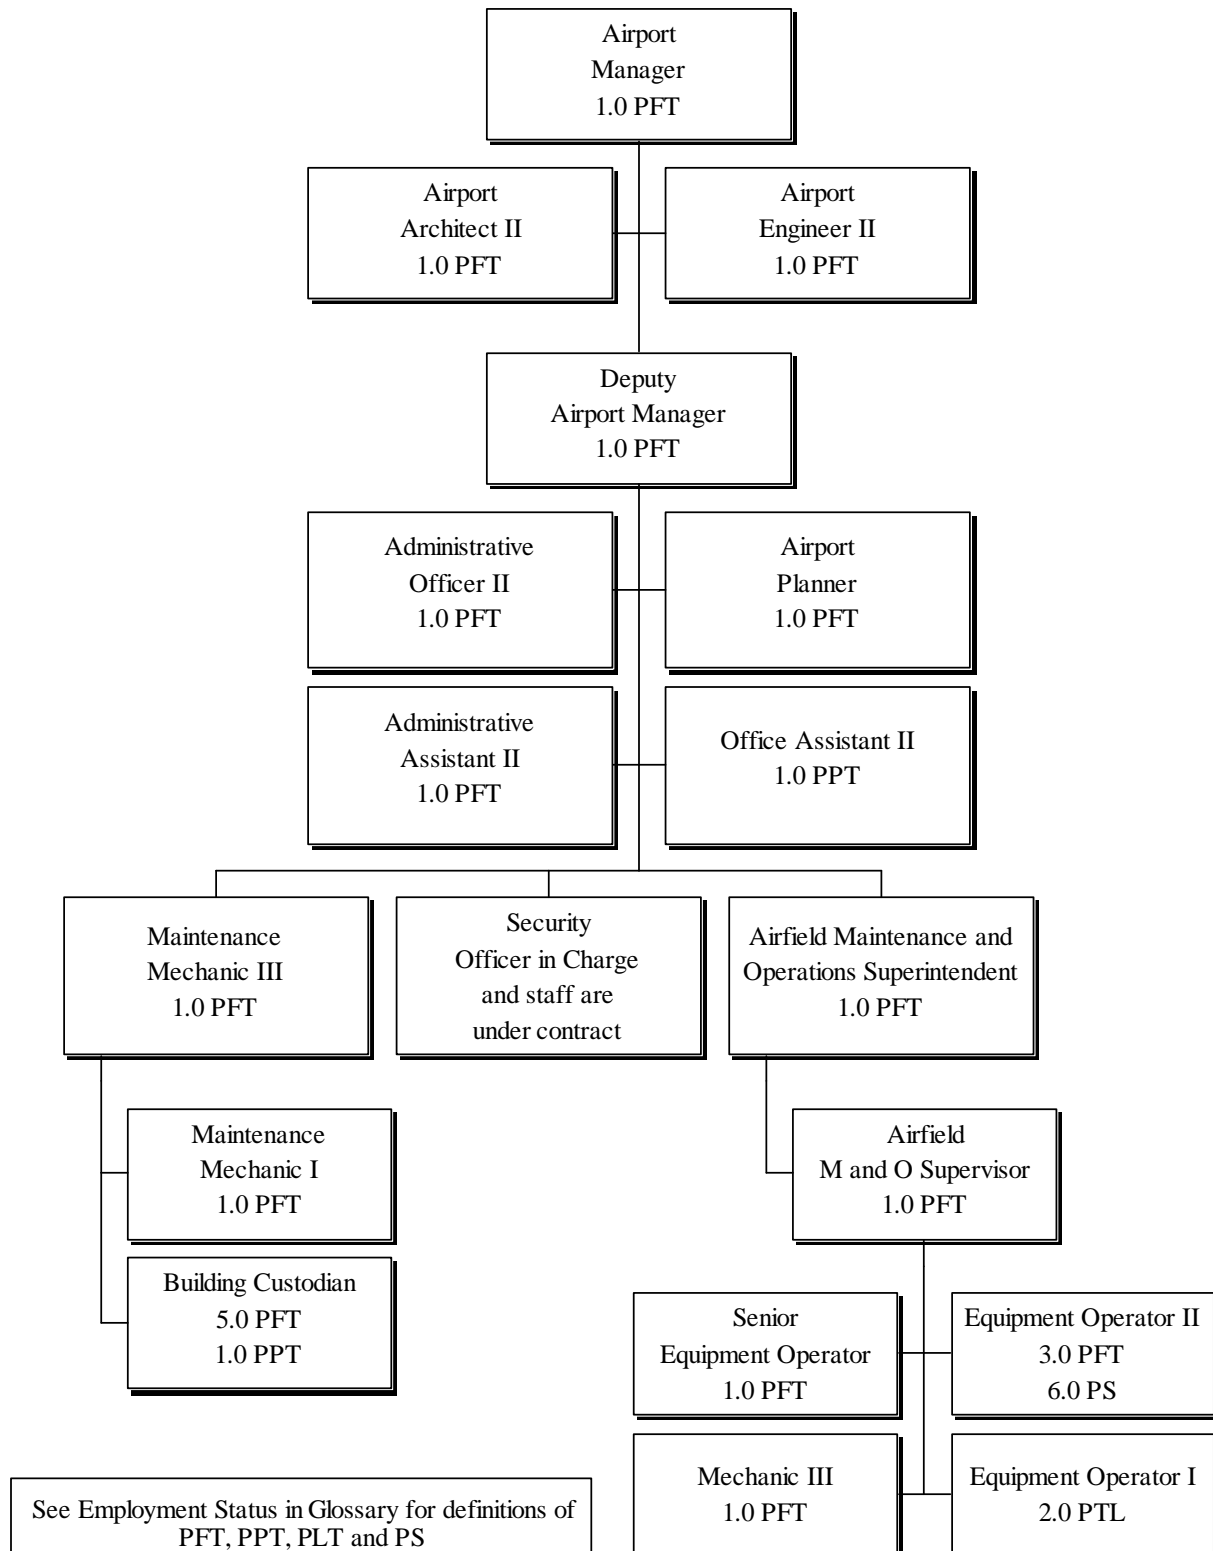 Airport
Manager
1.0 PFT
Airport
Architect II
1.0 PFT
Airport
Engineer II
1.0 PFT
Deputy
Airport Manager
1.0 PFT
Administrative
Officer II
1.0 PFT
Airport
Planner
1.0 PFT
Administrative
Assistant II
1.0 PFT
Office Assistant II
1.0 PPT
Maintenance
Mechanic III
1.0 PFT
Security
Officer in Charge
and staff are
under contract
Airfield Maintenance and
Operations Superintendent
1.0 PFT
Maintenance
Mechanic I
1.0 PFT
Building Custodian
5.0 PFT
1.0 PPT
Airfield
M and O Supervisor
1.0 PFT
Senior
Equipment Operator
1.0 PFT
Equipment Operator II
3.0 PFT
6.0 PS
Mechanic III
1.0 PFT
Equipment Operator I
2.0 PTL
See Employment Status in Glossary for definitions of
PFT, PPT, PLT and PS